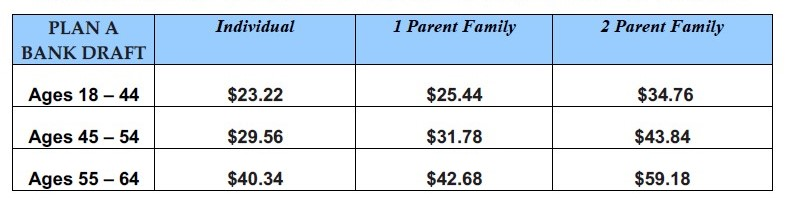 PLAN A Individual 1 Parent Family 2 Parent Family
BANK DRAFT
Ages 18 – 44 $23.22 $25.44 $34.76
Ages 45 – 54 $29.56 $31.78 $43.84
Ages 55 – 64 $40.34 $42.68 $59.18